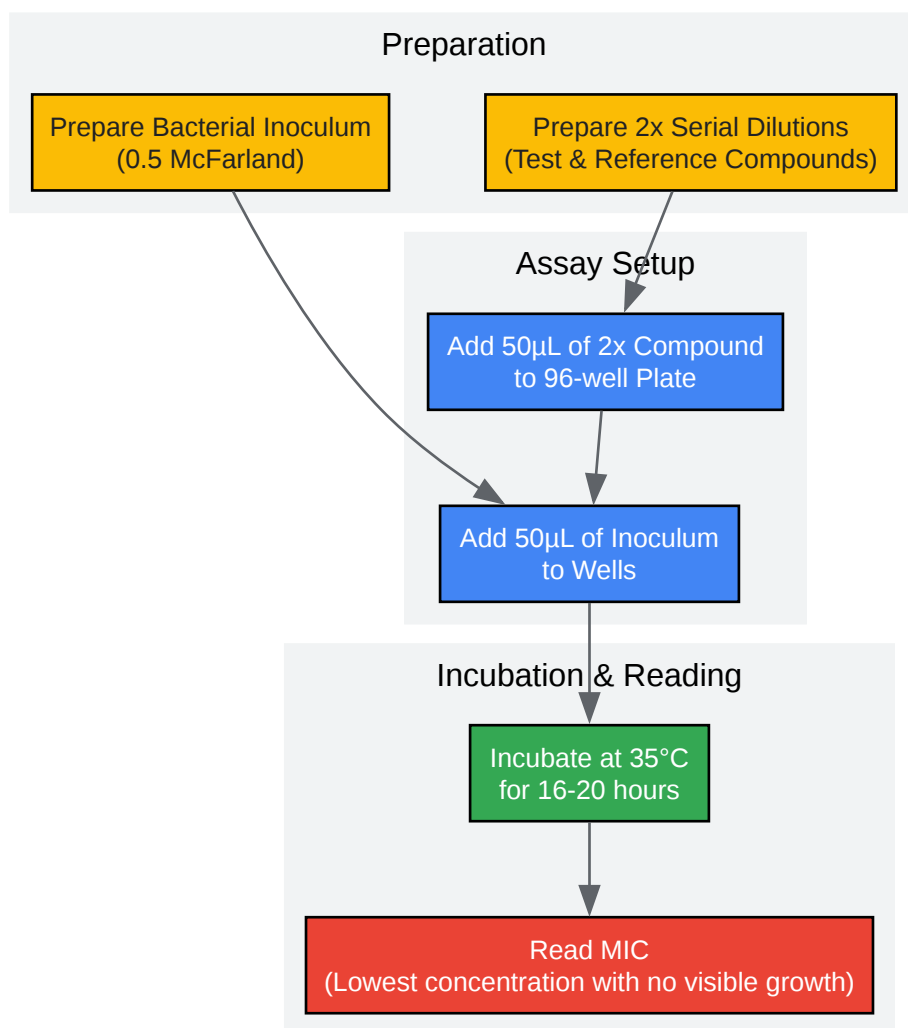 Preparation
Prepare Bacterial Inoculum
(0.5 McFarland)
Prepare 2x Serial Dilutions
(Test & Reference Compounds)
Assay Setup
Add 50µL of 2x Compound
to 96-well Plate
Add 50µL of Inoculum
to Wells
Incubation & Reading
Incubate at 35°C
for 16-20 hours
Read MIC
(Lowest concentration with no visible growth)